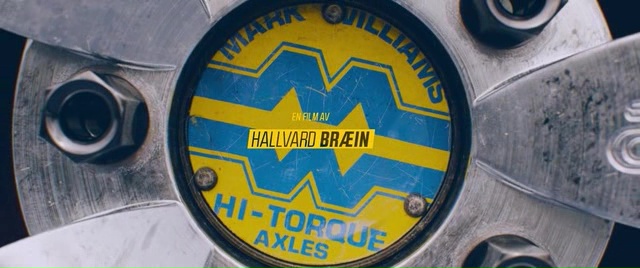 MARK WILLIAMS
EN FILM AV
HALLVARD BRÆIN
HI-TORQUE
AXLES